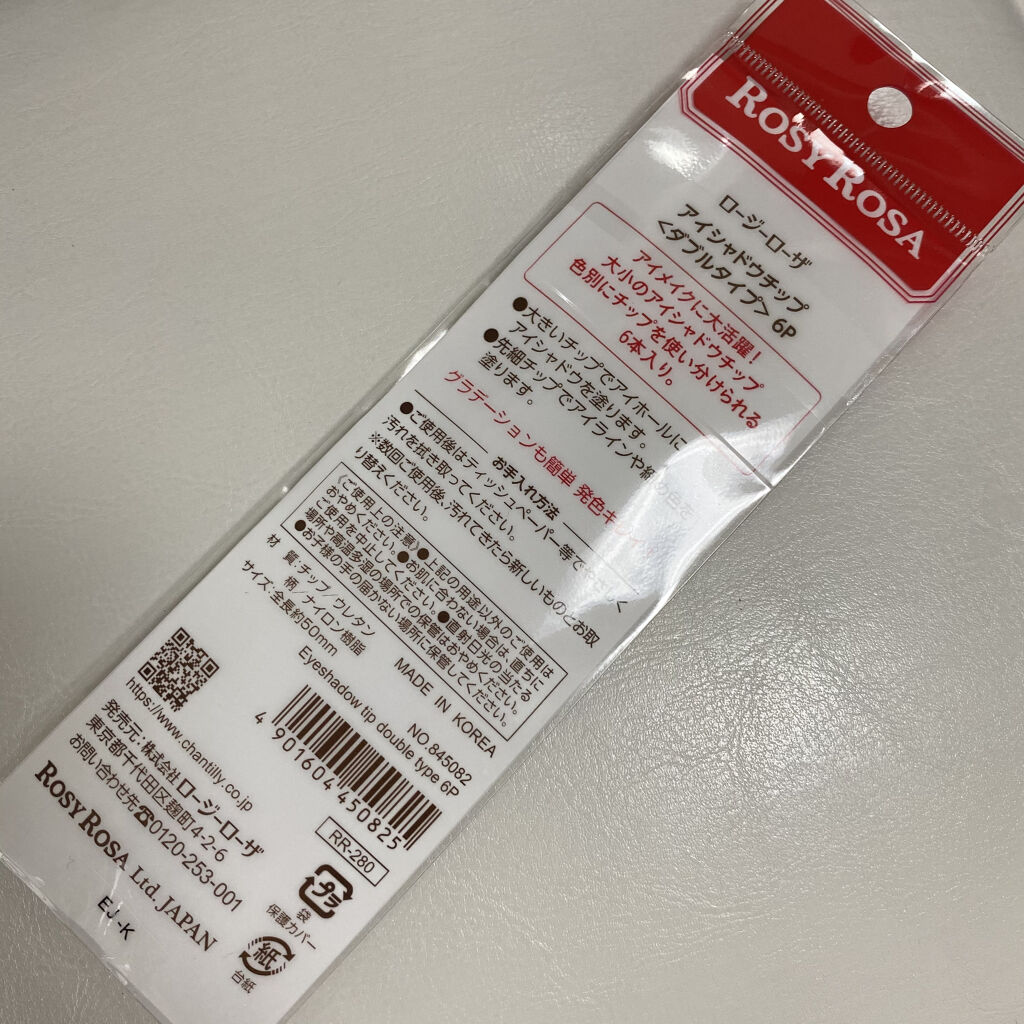 ROSY ROSA
ロージーローザ
アイシャドウチップ
<ダブルタイプ> 6P
アイメイクに大活躍!
大小のアイシャドウチップ
色別にチップを使い分けられる
6本入り。
●大きいチップでアイホールに
アイシャドウを塗ります。
●先細チップでアイラインや
の色を
塗ります。
グラデーションも簡単 発色キ
お手入れ方法
●ご使用後はティッシュペーパー等で
汚れを拭き取ってください。
※数回ご使用後、汚れてきたら新しいものとお取
り替えください。
《ご使用上の注意》●上記の用途以外のご使用は
おやめください。●お肌に合わない場合は、直ちに
ご使用を中止してください。●直射日光の当たる
場所や高温多湿の場所での保管はおやめください。
●お子様の手の届かない場所に保管してください。
材 質:チップ/ウレタン
柄/ナイロン樹脂
サイズ:全長約50mm
MADE IN KOREA
NO.845082
Eyeshadow tip double type 6P
4 901604 450825
https://www.chantilly.co.jp
発売元:株式会社ロージーローザ
東京都千代田区麹町4-2-6
お問い合わせ先☎0120-253-001
ROSY ROSA Ltd. JAPAN
RR-280
プラ
袋
保護カバー
紙
台紙
EJ-K